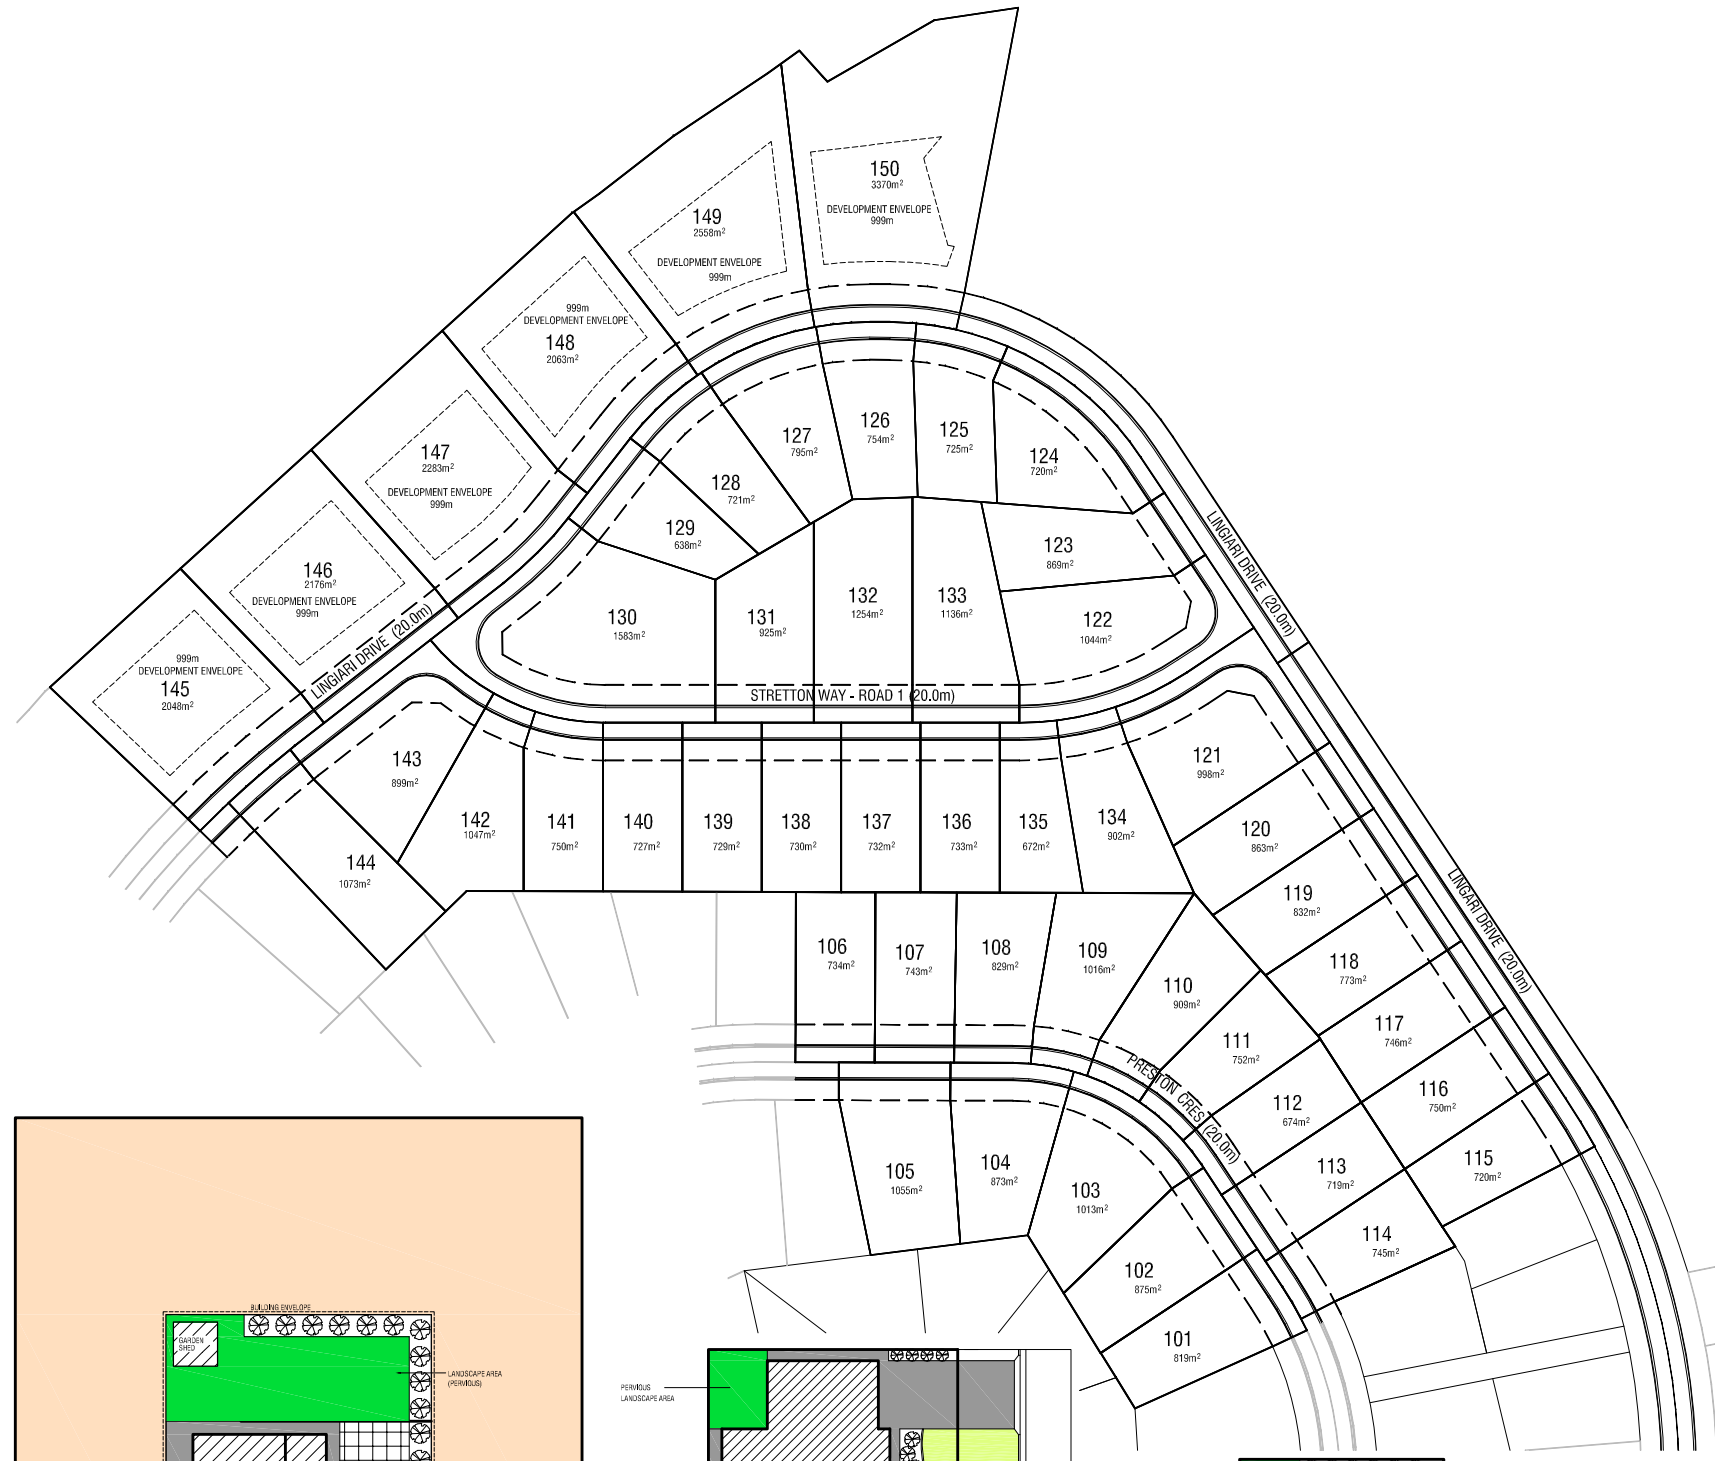 150
3370m²
DEVELOPMENT ENVELOPE
999m
149
2558m²
DEVELOPMENT ENVELOPE
999m
999m
DEVELOPMENT ENVELOPE
148
2063m²
147
2283m²
DEVELOPMENT ENVELOPE
999m
146
2176m²
DEVELOPMENT ENVELOPE
999m
999m
DEVELOPMENT ENVELOPE
145
2048m²
LINGIARI DRIVE (20.0m)
127
795m²
126
754m²
125
725m²
124
720m²
128
721m²
129
638m²
123
869m²
130
1583m²
131
925m²
132
1254m²
133
1136m²
122
1044m²
LINGIARI DRIVE (20.0m)
STRETTON WAY - ROAD 1 (20.0m)
143
899m²
144
1073m²
142
1047m²
141
750m²
140
727m²
139
729m²
138
730m²
137
732m²
136
733m²
135
672m²
134
902m²
121
998m²
120
863m²
119
832m²
118
773m²
117
746m²
116
750m²
115
720m²
LINGARI DRIVE (20.0m)
106
734m²
107
743m²
108
829m²
109
1016m²
110
909m²
111
752m²
112
674m²
113
719m²
114
745m²
PRESTON CRES (20.0m)
105
1055m²
104
873m²
103
1013m²
102
875m²
101
819m²
BUILDING ENVELOPE
GARDEN
SHED
LANDSCAPE AREA
(PERVIOUS)
PERVIOUS
LANDSCAPE AREA